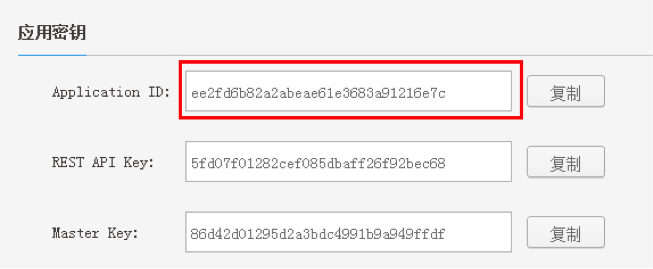 应用密钥
Application ID: ee2fd6b82a2abeae61e3683a91216e7c 复制
REST API Key: 5fd07f01282cef085dbaff26f92bec68 复制
Master Key: 86d42d01295d2a3bdc4991b9a949ffdf 复制